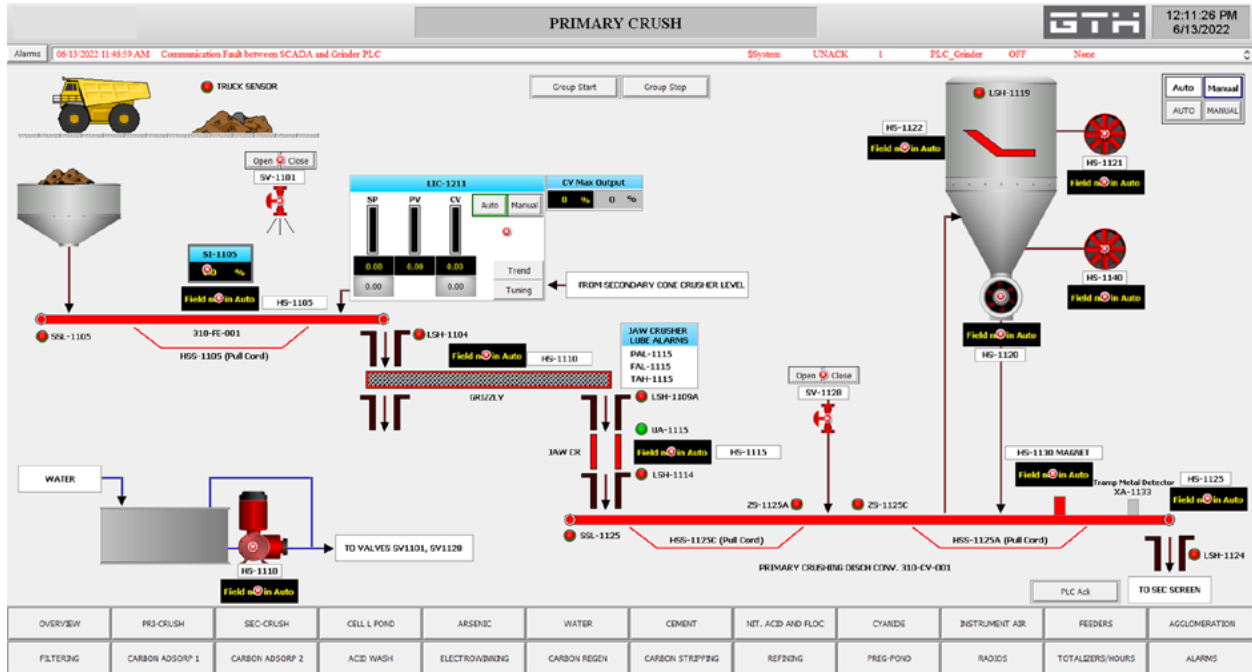 PRIMARY CRUSH
GTH
12:11:26 PM
6/13/2022
Alarms
06/13/2022 11:46:59 AM Communication Fault between SCADA and Grinder PLC $System UNACK 1 PLC_Grinder OFF None
TRUCK SENSOR
Group Start Group Stop
LSH-1119
Auto Manual
AUTO MANUAL
HS-1122
Field n in Auto
HS-1121
Field n in Auto
Open Close
SV-1101
LIC-1211
SP PV CV
Auto Manual
0.00 0.00 0.00
0.00 0.00
Trend
Tuning
CV Max Output
0 % 0 %
SI-1105
0 %
Field n in Auto HS-1105
FROM SECONDARY CONE CRUSHER LEVEL
HS-1140
Field n in Auto
SSL-1105
310-FE-001
HSS-1105 (Pull Cord)
LSH-1104
Field n in Auto HS-1110
GRIZZLY
JAW CRUSHER
LUBE ALARMS
PAL-1115
FAL-1115
TAH-1115
Field n in Auto
HS-1120
Open Close
SV-1128
LSH-1109A
UA-1115
JAW CR
Field n in Auto HS-1115
LSH-1114
HS-1130 MAGNET
Field n in Auto
Tramp Metal Detector
XA-1133
HS-1125
Field n in Auto
WATER
TO VALVES SV1101, SV1128
HS-1118
Field n in Auto
ZS-1125A
ZS-1125C
SSL-1125
HSS-1125C (Pull Cord)
HSS-1125A (Pull Cord)
PRIMARY CRUSHING DISCH CONV. 310-CV-001
LSH-1124
PLC Ack
TO SEC SCREEN
OVERVIEW PRI-CRUSH SEC-CRUSH CELL L POND ARSENIC WATER CEMENT NIT. ACID AND FLOC CYANIDE INSTRUMENT AIR FEEDERS AGGLOMERATION
FILTERING CARBON ADSORP 1 CARBON ADSORP 2 ACID WASH ELECTROWINNING CARBON REGEN CARBON STRIPPING REFINING PREG-POND RADIOS TOTALIZERS/HOURS ALARMS